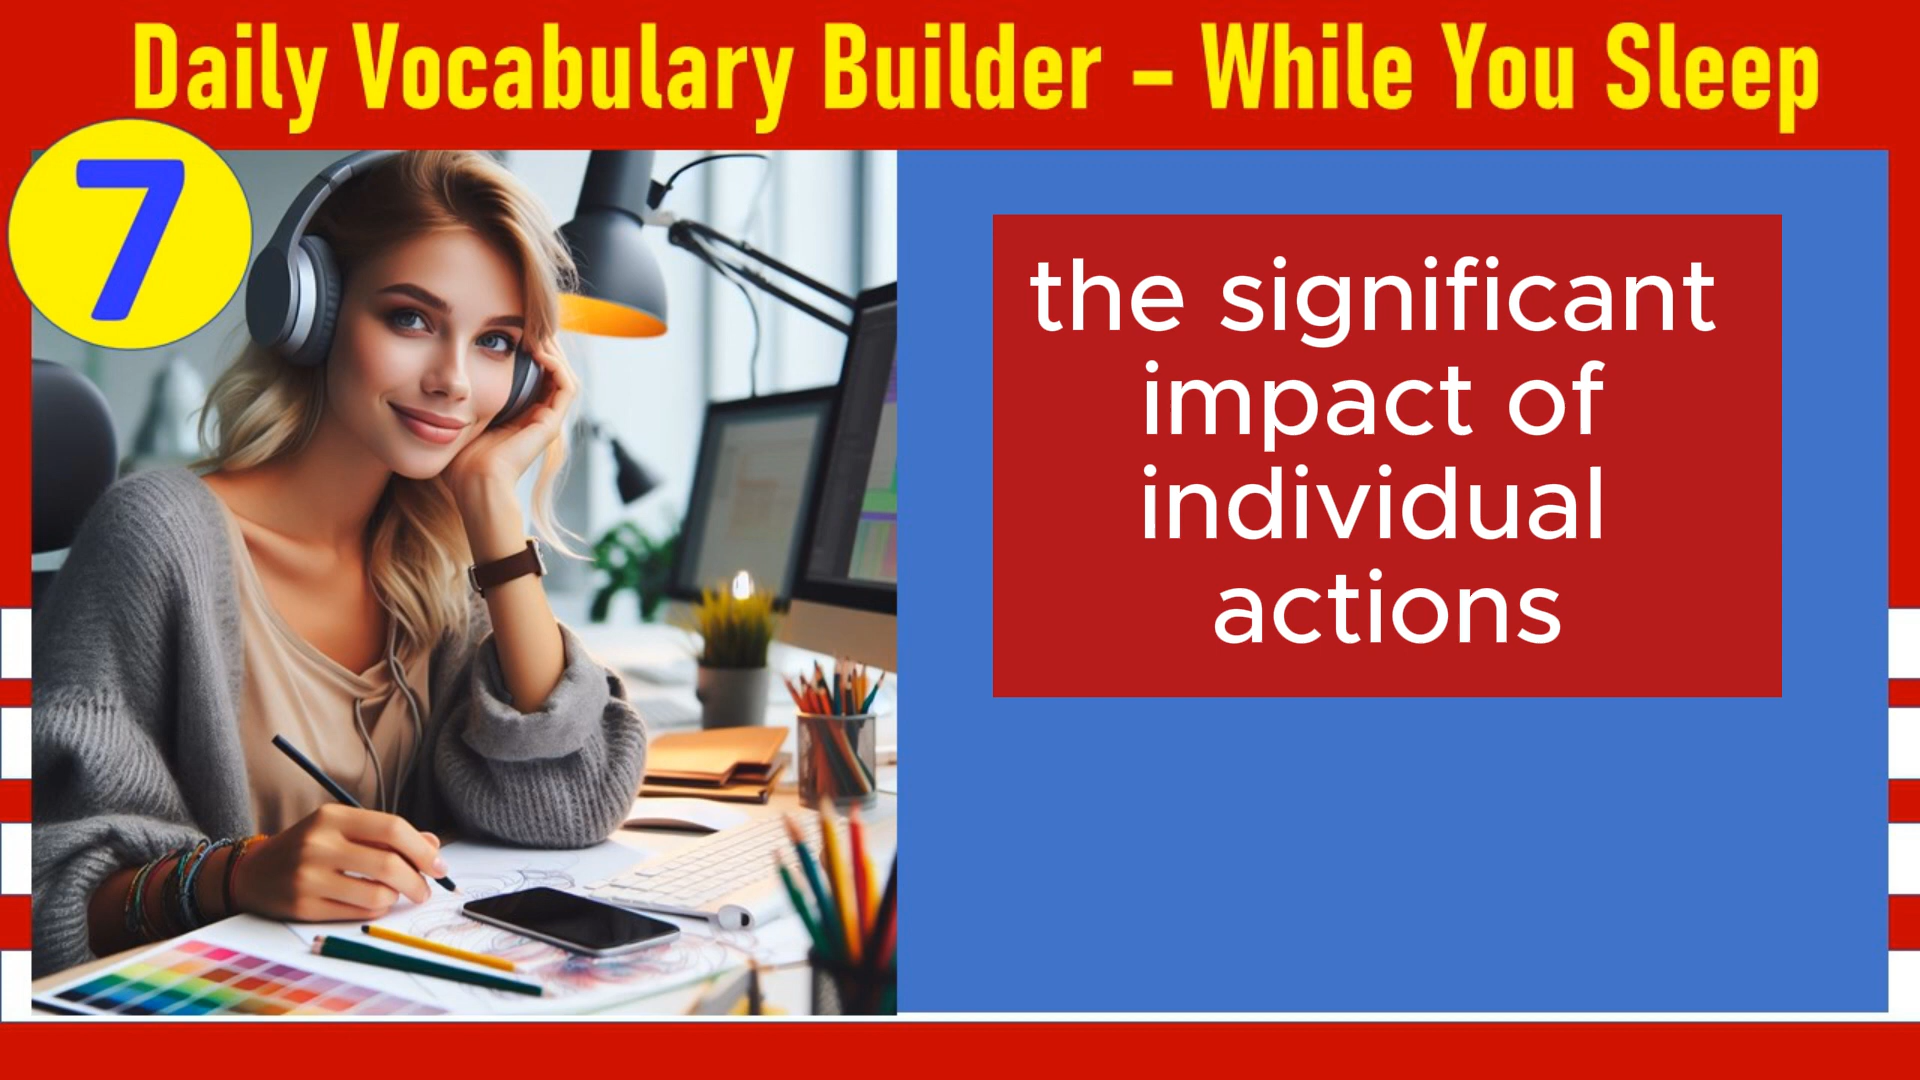 Daily Vocabulary Builder – While You Sleep
7
the significant
impact of
individual
actions